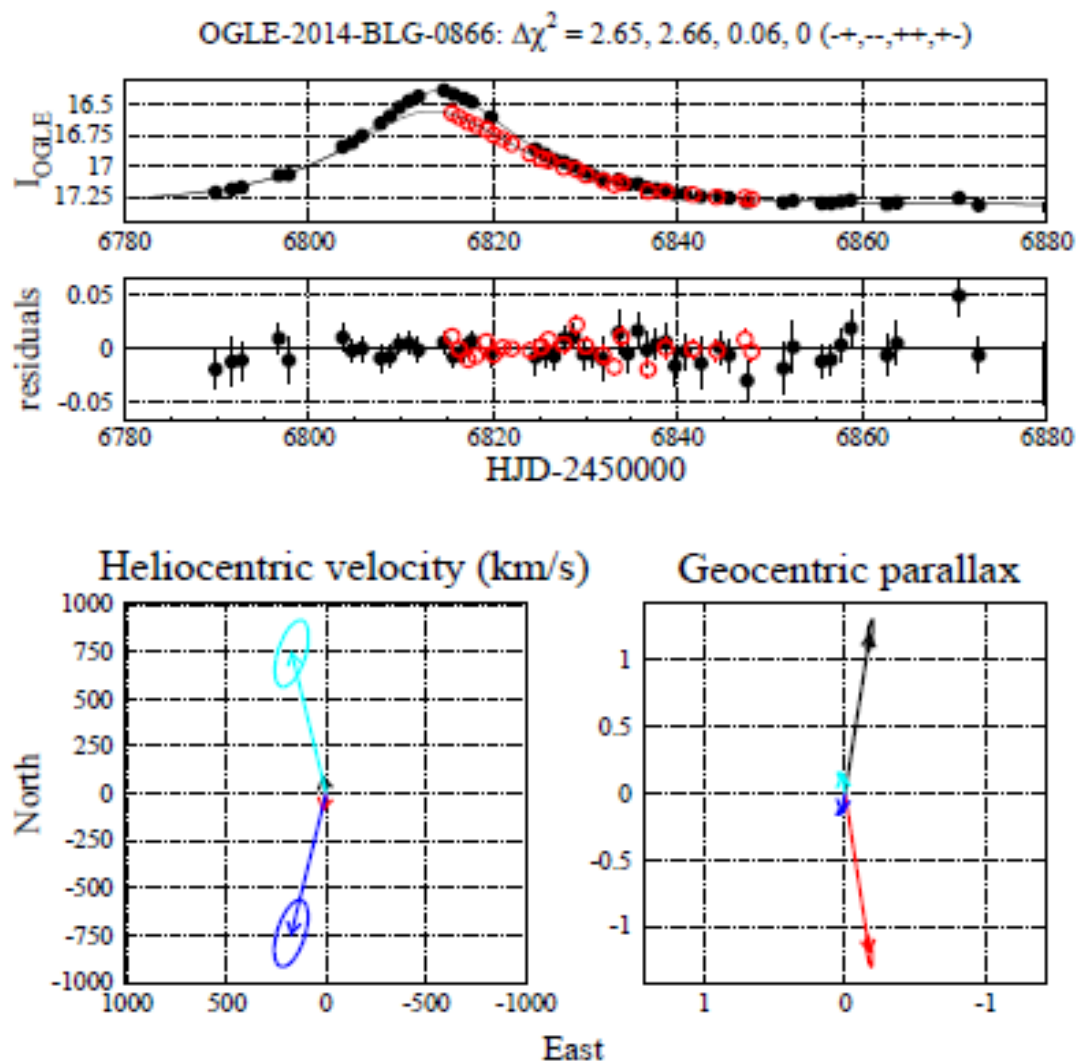 OGLE-2014-BLG-0866: Δχ² = 2.65, 2.66, 0.06, 0 (-+,--,++,+-)
I_OGLE
16.5
16.75
17
17.25
6780 6800 6820 6840 6860 6880
residuals
0.05
0
-0.05
6780 6800 6820 6840 6860 6880
HJD-2450000
Heliocentric velocity (km/s)
Geocentric parallax
North
1000
750
500
250
0
-250
-500
-750
-1000
1000 500 0 -500 -1000
1
0.5
0
-0.5
-1
1 0 -1
East